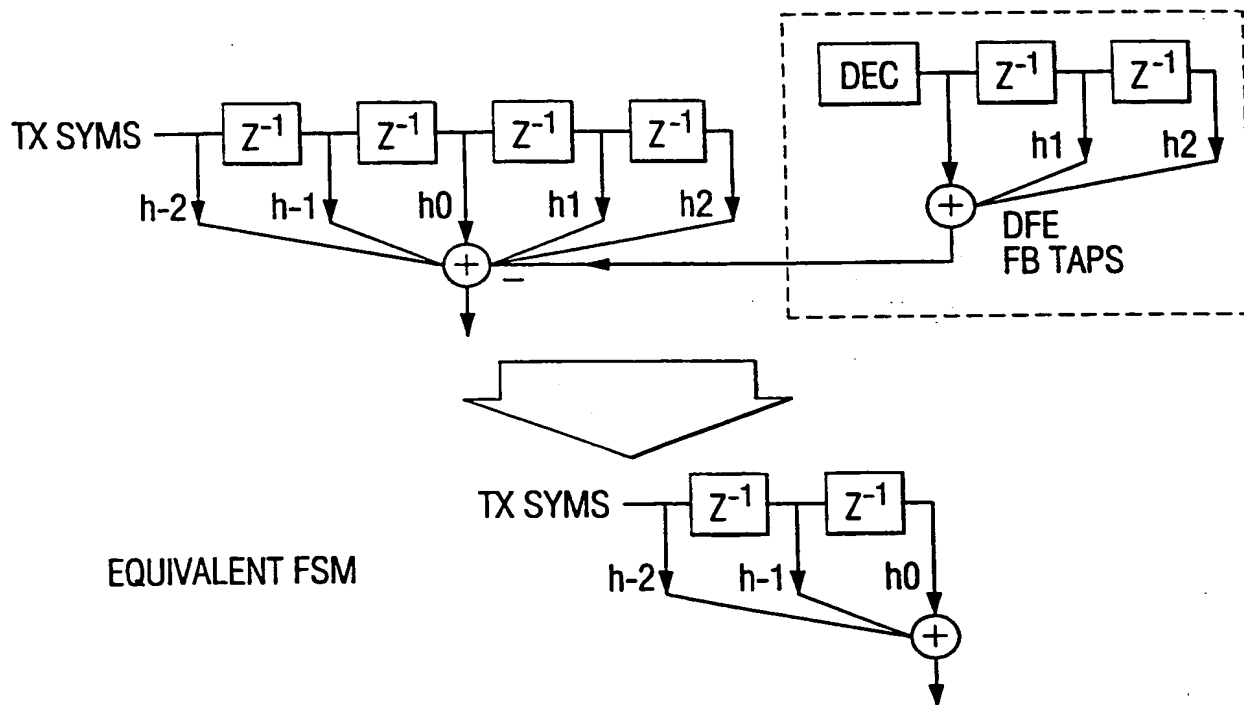 DEC Z⁻¹ Z⁻¹
TX SYMS Z⁻¹ Z⁻¹ Z⁻¹ Z⁻¹
h1 h2
h-2 h-1 h0 h1 h2
+
DFE
FB TAPS
+
−
TX SYMS Z⁻¹ Z⁻¹
EQUIVALENT FSM
h-2 h-1 h0
+